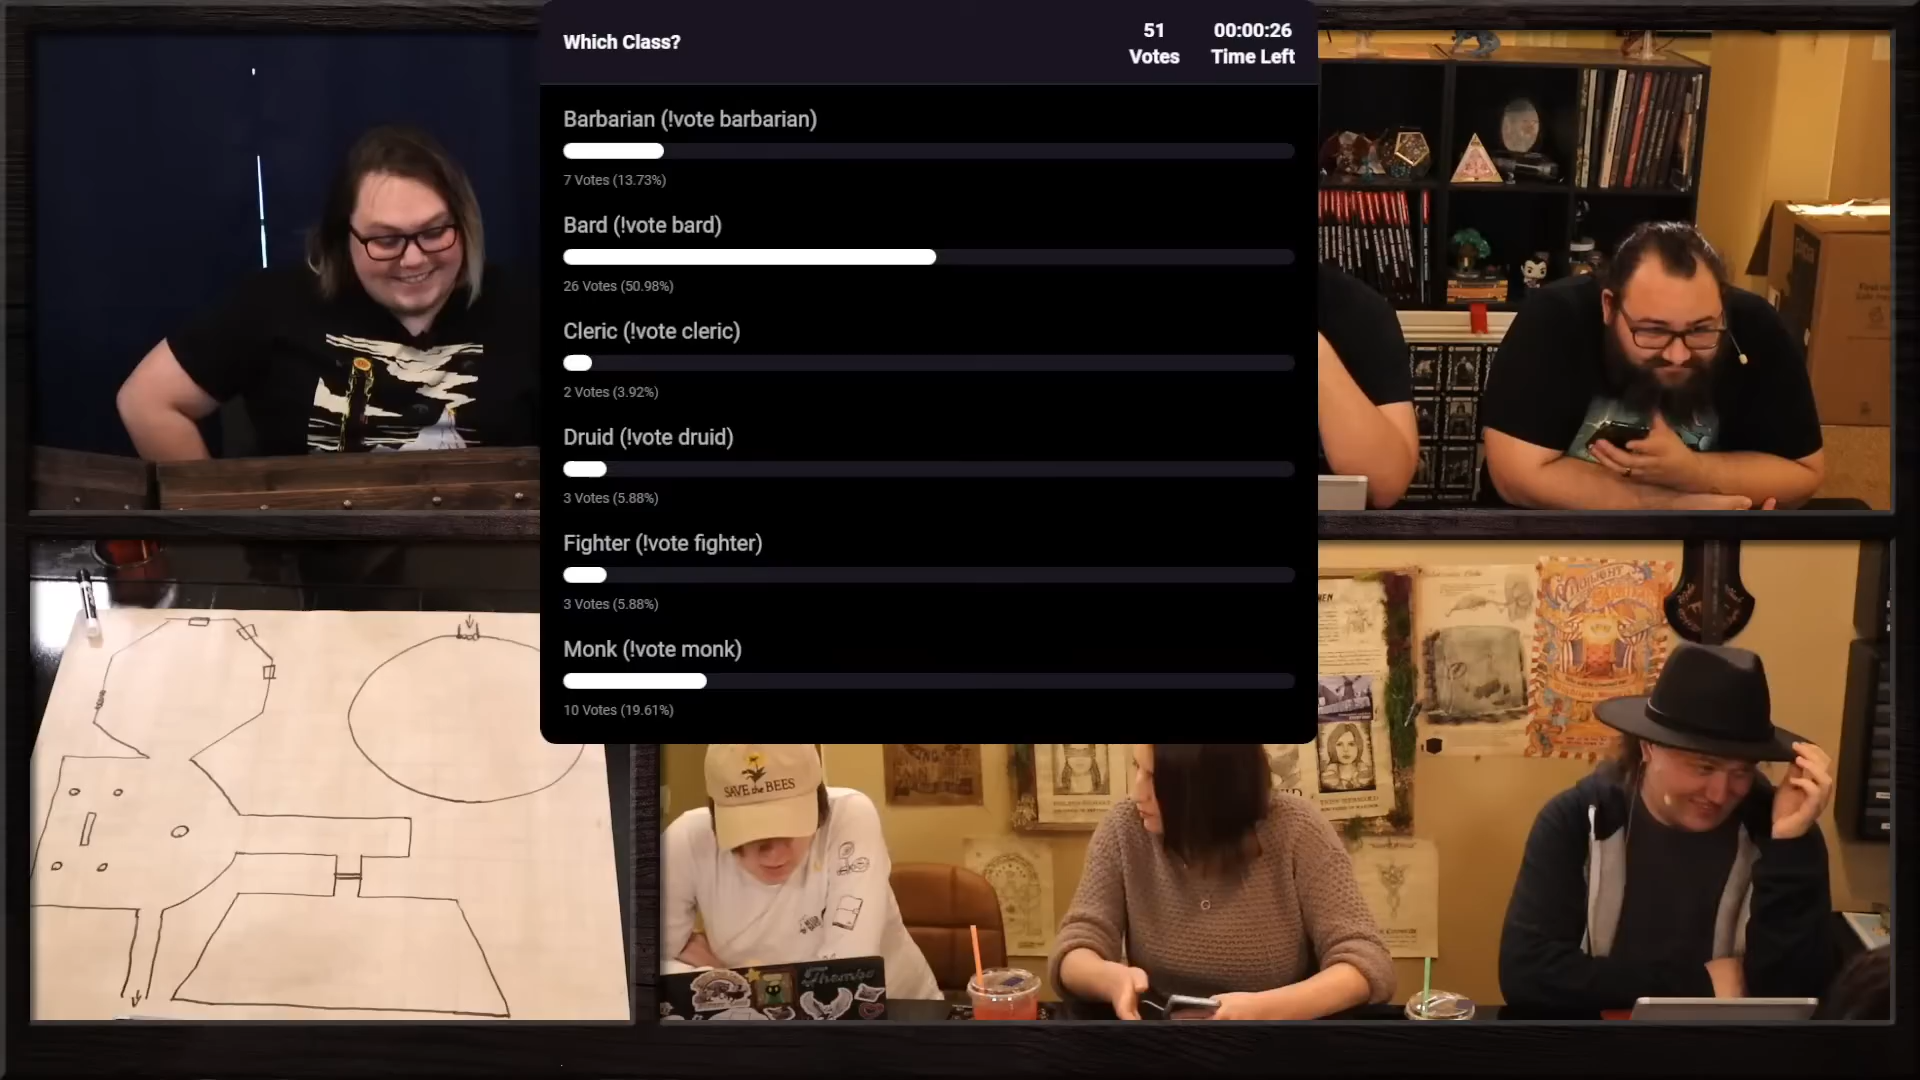 Which Class?
51
Votes
00:00:26
Time Left
Barbarian (!vote barbarian)
7 Votes (13.73%)
Bard (!vote bard)
26 Votes (50.98%)
Cleric (!vote cleric)
2 Votes (3.92%)
Druid (!vote druid)
3 Votes (5.88%)
Fighter (!vote fighter)
3 Votes (5.88%)
Monk (!vote monk)
10 Votes (19.61%)
SAVE the BEES